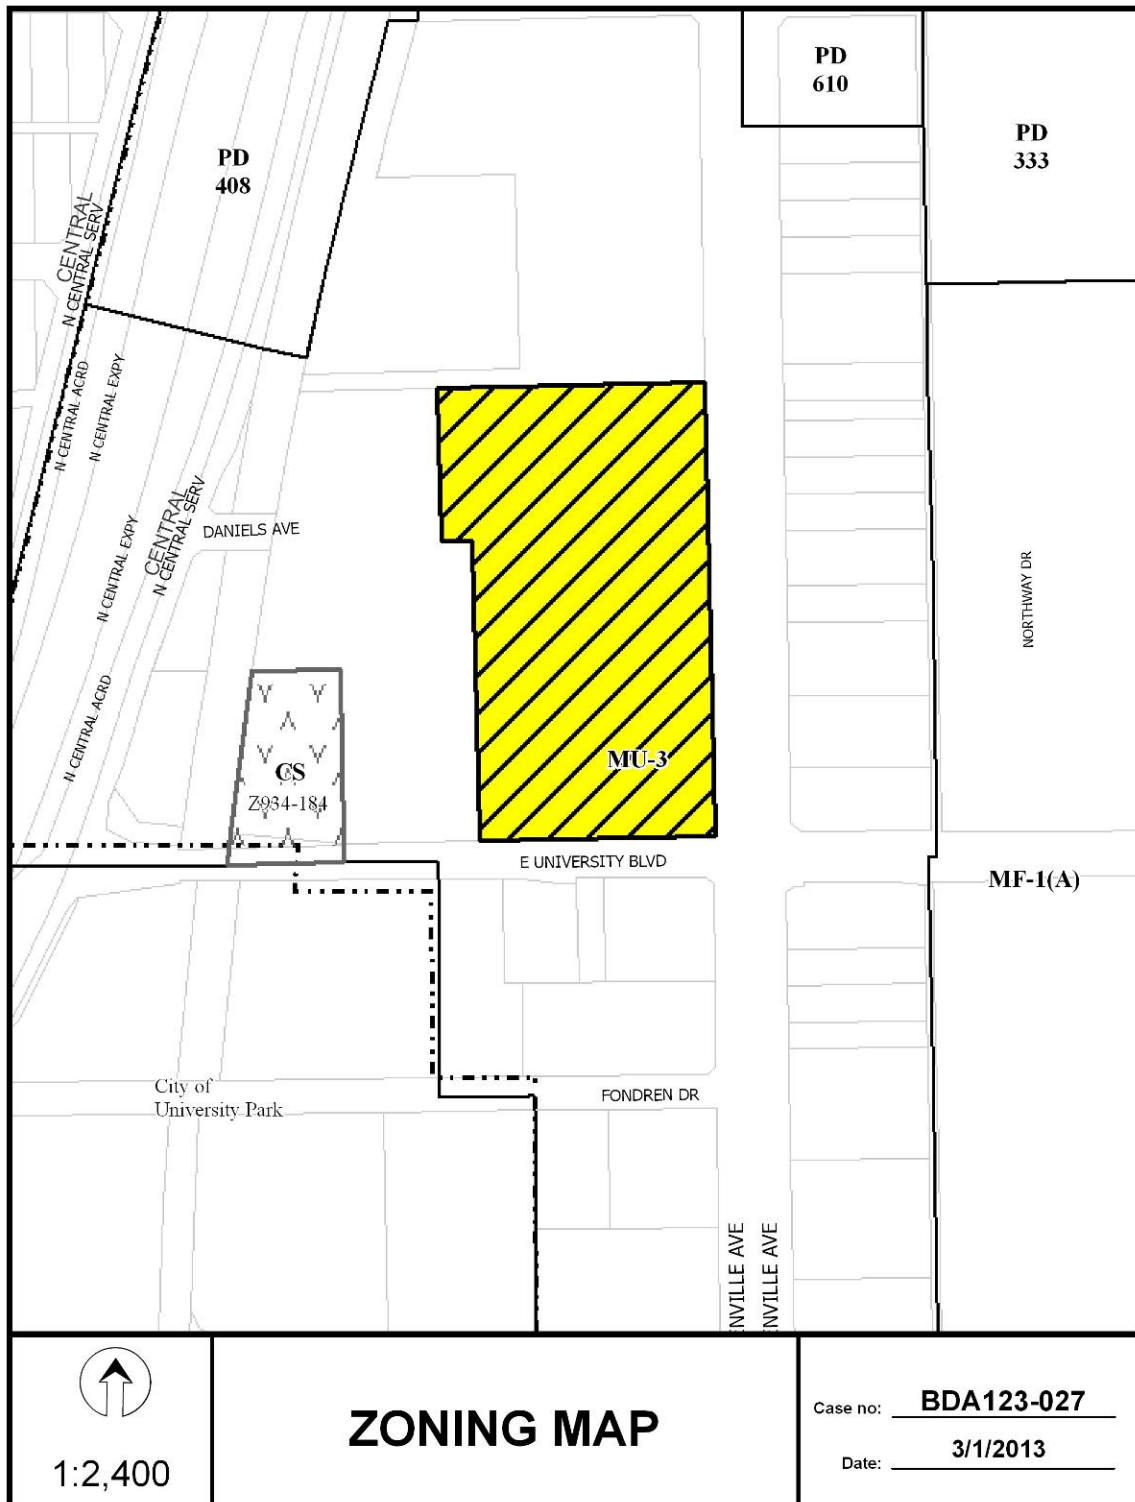 PD
610
PD
333
PD
408
CENTRAL
N CENTRAL SERV
N CENTRAL ACRD
N CENTRAL EXPY
N CENTRAL EXPY
CENTRAL
N CENTRAL SERV
DANIELS AVE
NORTHWAY DR
N CENTRAL ACRD
MU-3
CS
Z934-184
E UNIVERSITY BLVD
MF-1(A)
City of
University Park
FONDREN DR
ENVILLE AVE
ENVILLE AVE
1:2,400
ZONING MAP
Case no: BDA123-027
Date: 3/1/2013